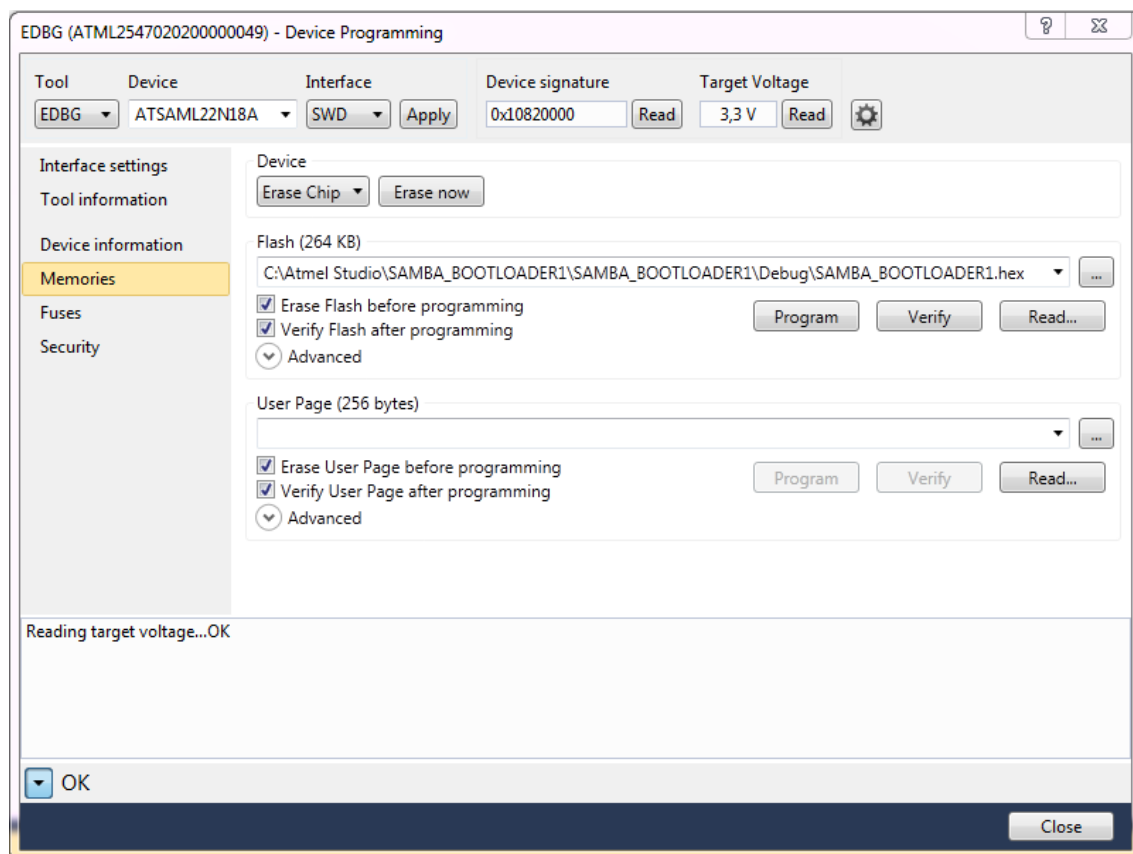 EDBG (ATML2547020200000049) - Device Programming
Tool Device Interface Device signature Target Voltage
EDBG ATSAML22N18A SWD Apply 0x10820000 Read 3,3 V Read
Interface settings
Tool information
Device information
Memories
Fuses
Security
Device
Erase Chip Erase now
Flash (264 KB)
C:\Atmel Studio\SAMBA_BOOTLOADER1\SAMBA_BOOTLOADER1\Debug\SAMBA_BOOTLOADER1.hex ...
Erase Flash before programming
Verify Flash after programming
Program Verify Read...
Advanced
User Page (256 bytes)
...
Erase User Page before programming
Verify User Page after programming
Program Verify Read...
Advanced
Reading target voltage...OK
OK
Close